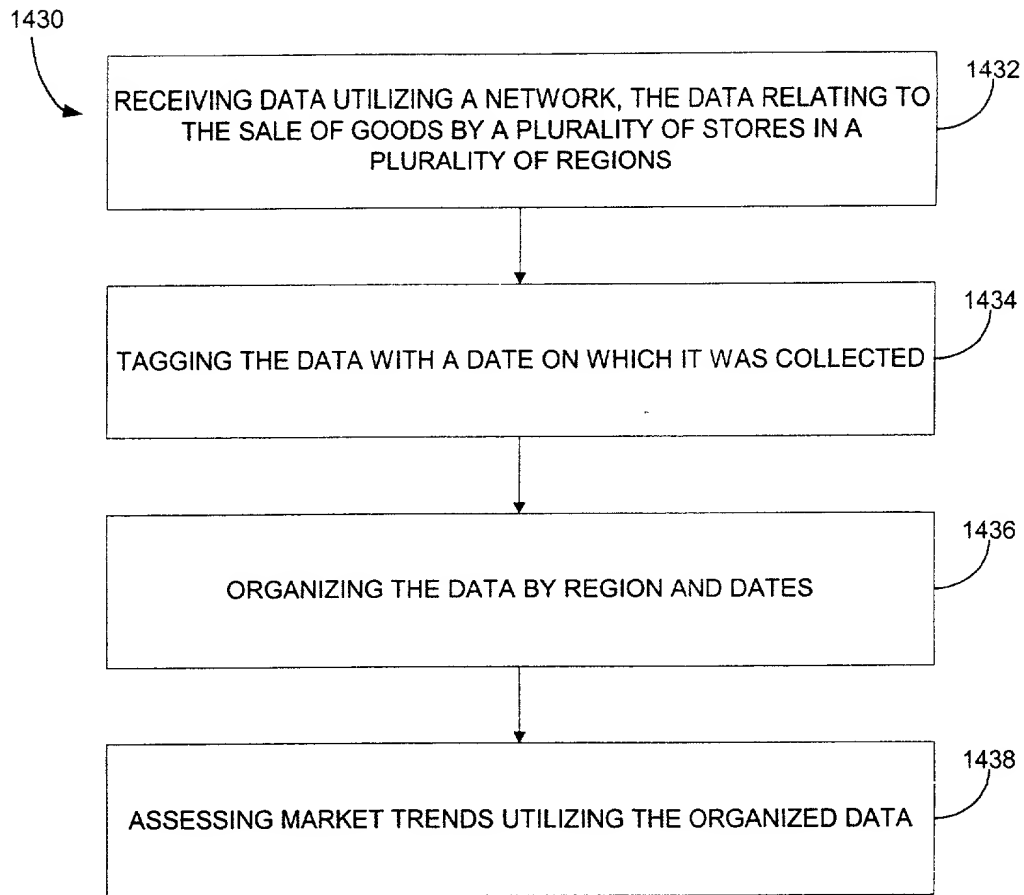 1430
1432
RECEIVING DATA UTILIZING A NETWORK, THE DATA RELATING TO
THE SALE OF GOODS BY A PLURALITY OF STORES IN A
PLURALITY OF REGIONS
1434
TAGGING THE DATA WITH A DATE ON WHICH IT WAS COLLECTED
1436
ORGANIZING THE DATA BY REGION AND DATES
1438
ASSESSING MARKET TRENDS UTILIZING THE ORGANIZED DATA